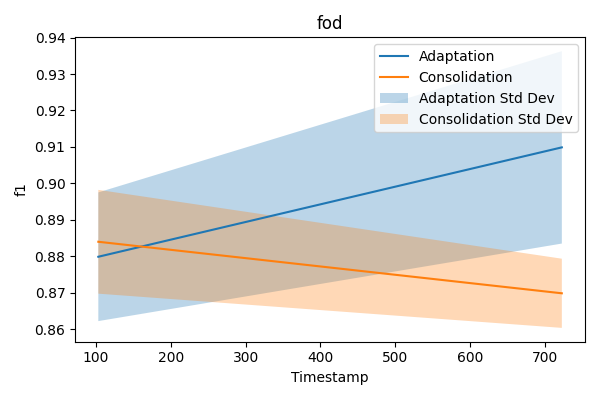 fod
0.94
0.93
0.92
0.91
0.90
0.89
0.88
0.87
0.86
f1
Adaptation
Consolidation
Adaptation Std Dev
Consolidation Std Dev
100
200
300
400
500
600
700
Timestamp